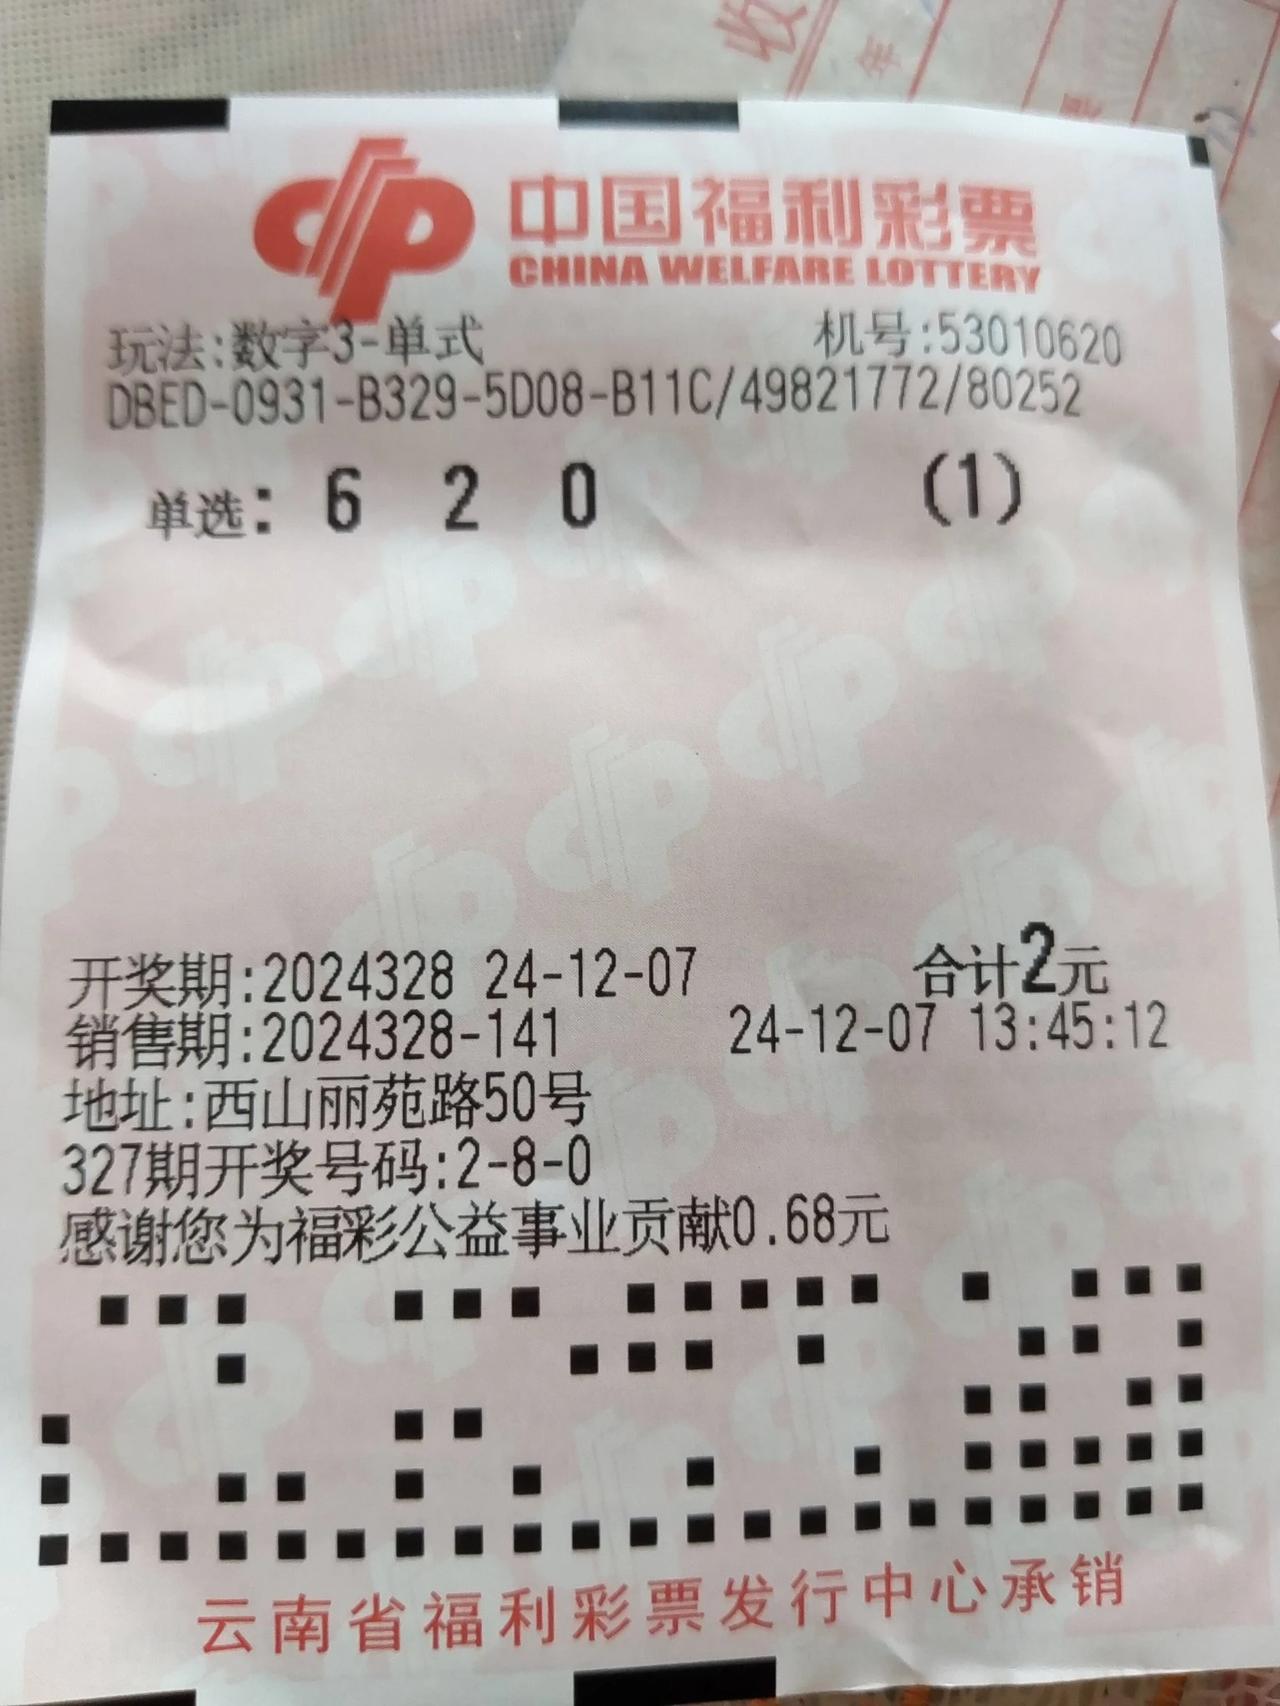 收
年
中国福利彩票
CHINA WELFARE LOTTERY
玩法:数字3-单式 机号:53010620
DBED-0931-B329-5D08-B11C/49821772/80252
单选: 6 2 0 (1)
开奖期:2024328 24-12-07 合计2元
销售期:2024328-141 24-12-07 13:45:12
地址:西山丽苑路50号
327期开奖号码:2-8-0
感谢您为福彩公益事业贡献0.68元
云南省福利彩票发行中心承销